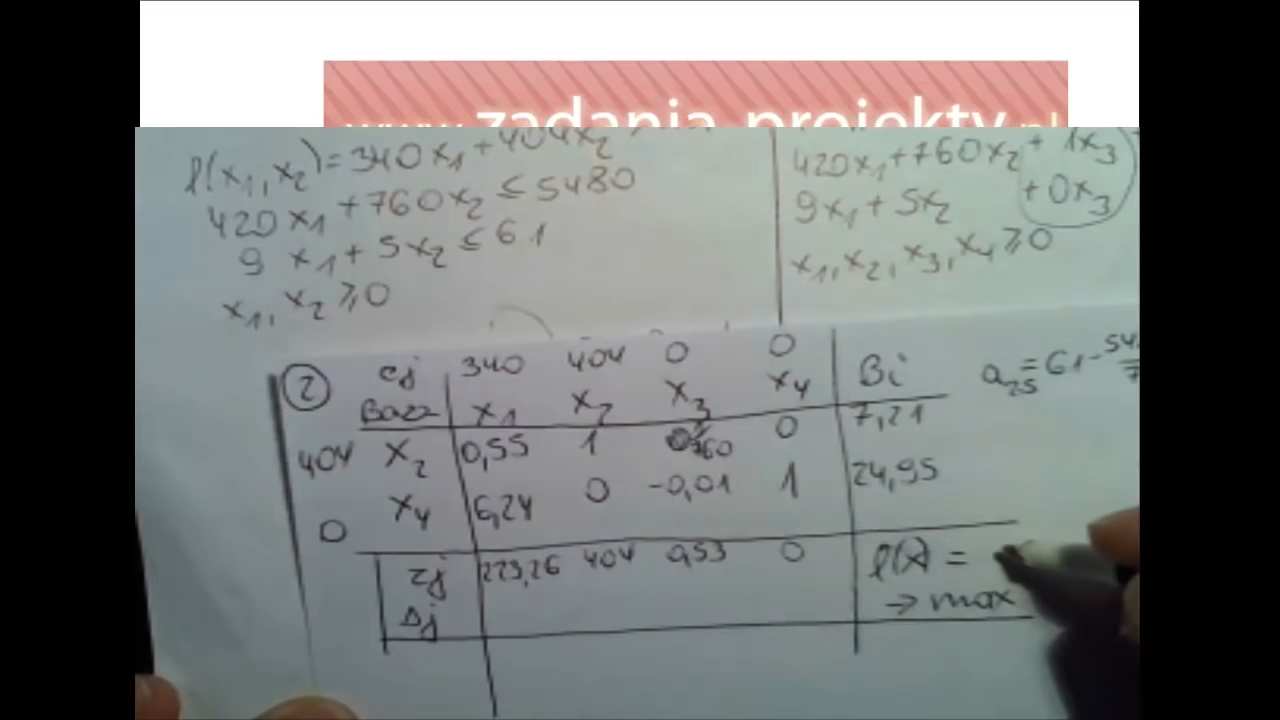 www.zadania-projekty.pl
f(x₁,x₂)=340x₁+404x₂
420x₁+760x₂≤5480
9x₁+5x₂≤61
x₁,x₂≥0
420x₁+760x₂+1x₃
9x₁+5x₂ +0x₃
x₁,x₂,x₃,x₄≥0
2 cj 340 404 0 0 Bi
Baza x₁ x₂ x₃ x₄
404 x₂ 0,55 1 0 7,21
0 x₄ 6,24 0 -0,01 1 24,95
zj 223,26 404 0,53 0 f(x)=
Δj → max
a₂₅=61-